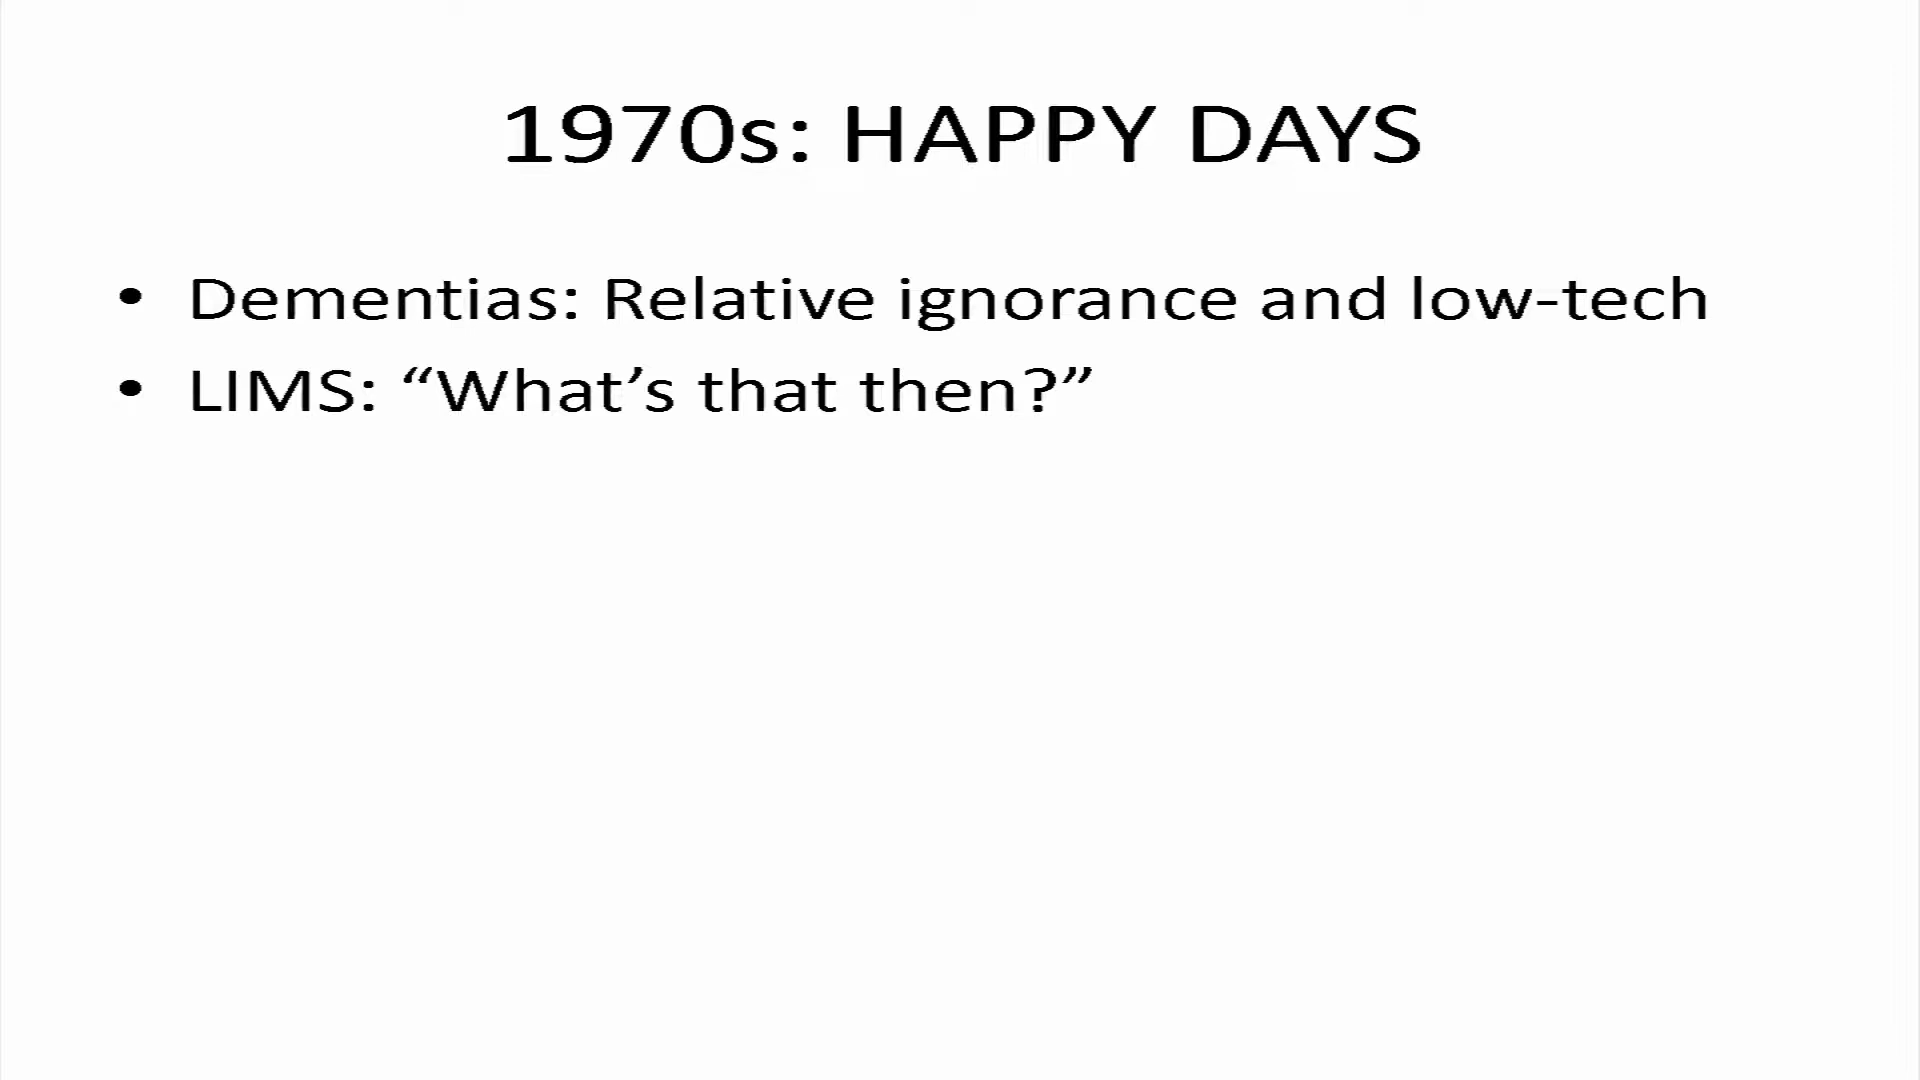 1970s: HAPPY DAYS
• Dementias: Relative ignorance and low-tech
• LIMS: “What’s that then?”